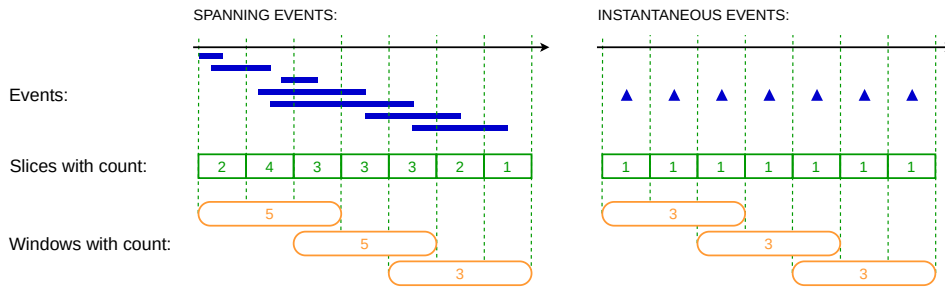 SPANNING EVENTS: INSTANTANEOUS EVENTS:
Events:
Slices with count: 2 4 3 3 3 2 1 1 1 1 1 1 1 1
5 3
Windows with count: 5 3
3 3